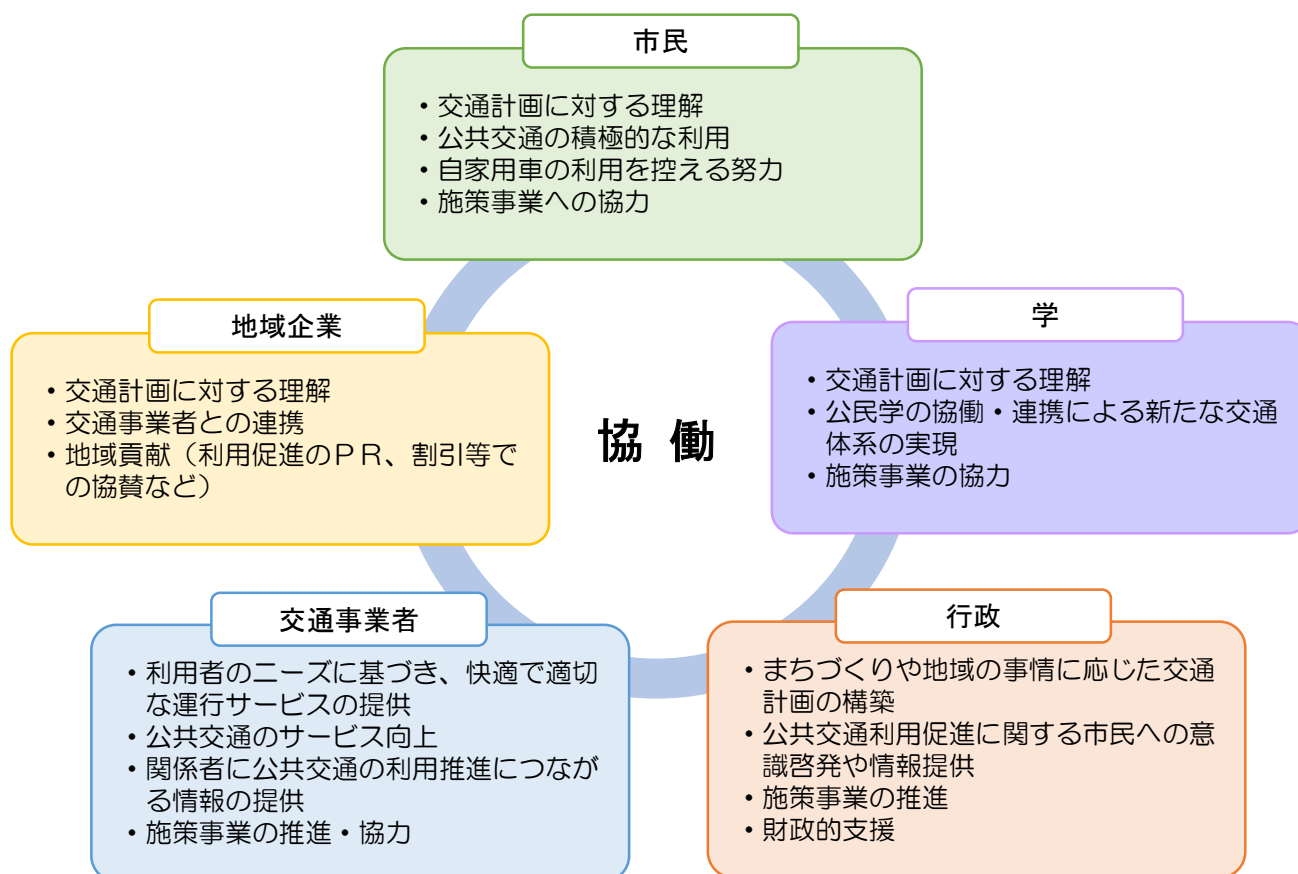 市民
・交通計画に対する理解
・公共交通の積極的な利用
・自家用車の利用を控える努力
・施策事業への協力
地域企業
・交通計画に対する理解
・交通事業者との連携
・地域貢献（利用促進のＰＲ、割引等で
の協賛など）
協 働
学
・交通計画に対する理解
・公民学の協働・連携による新たな交通
体系の実現
・施策事業の協力
交通事業者
・利用者のニーズに基づき、快適で適切
な運行サービスの提供
・公共交通のサービス向上
・関係者に公共交通の利用推進につなが
る情報の提供
・施策事業の推進・協力
行政
・まちづくりや地域の事情に応じた交通
計画の構築
・公共交通利用促進に関する市民への意
識啓発や情報提供
・施策事業の推進
・財政的支援